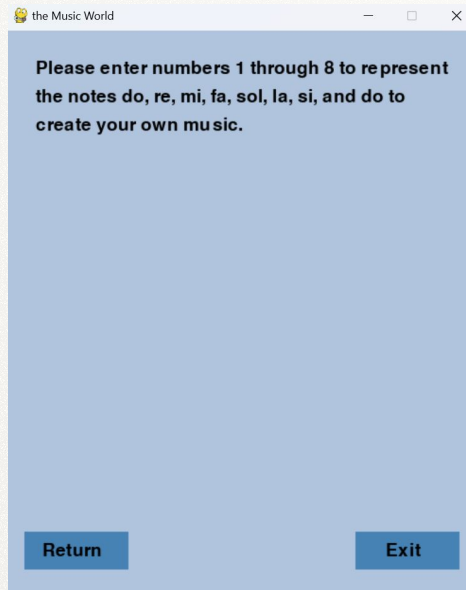 the Music World
Please enter numbers 1 through 8 to represent
the notes do, re, mi, fa, sol, la, si, and do to
create your own music.
Return
Exit